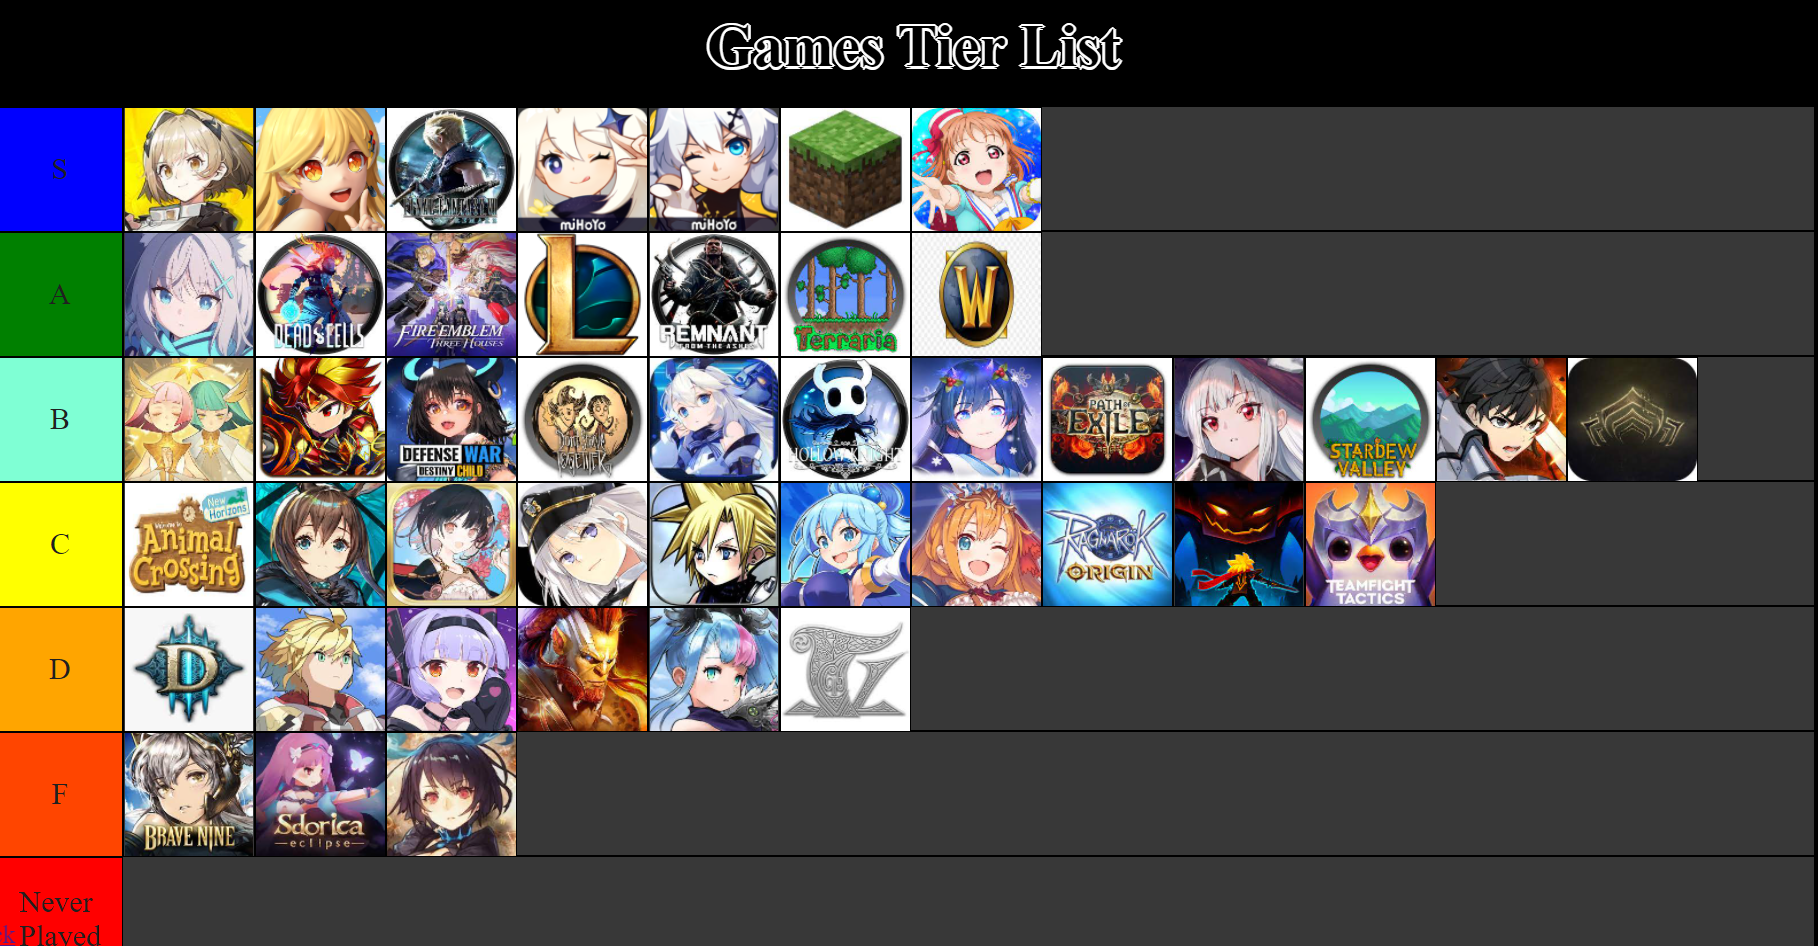 Games Tier List
S
miHoYo
miHoYo
A
DEAD CELLS
FIRE EMBLEM
THREE HOUSES
L
REMNANT
FROM THE ASHES
Terraria
W
B
DEFENSE WAR
DESTINY CHILD
HOLLOW KNIGHT
PATH OF
EXILE
STARDEW
VALLEY
C
New
Horizons
Welcome to
Animal
Crossing
RAGNAROK
ORIGIN
TEAMFIGHT
TACTICS
D
D
F
BRAVE NINE
Sdorica
eclipse
Never
Played